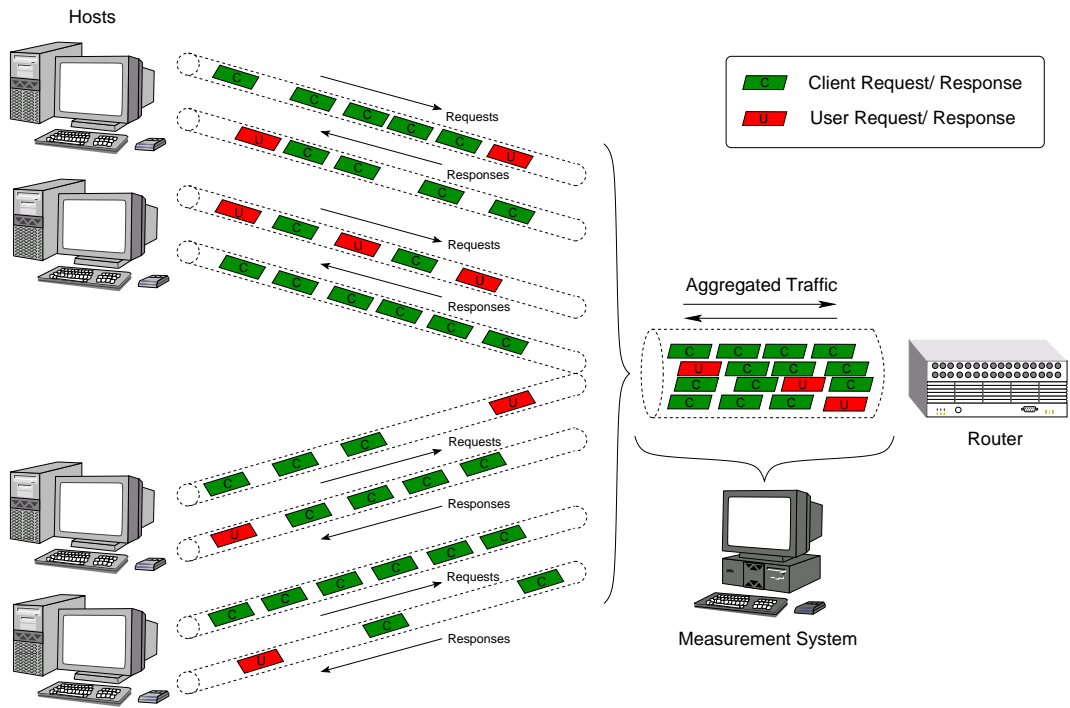 Hosts
C C C C C U
Requests
U C C C C
Responses
U C U C U
Requests
C C C C C C
Responses
C C C U
Requests
U C C C C
Responses
C C C C C C
Requests
U C C
Responses
C Client Request/ Response
U User Request/ Response
Aggregated Traffic
C C C C
U C C C
C C U C
C C C U
Router
Measurement System